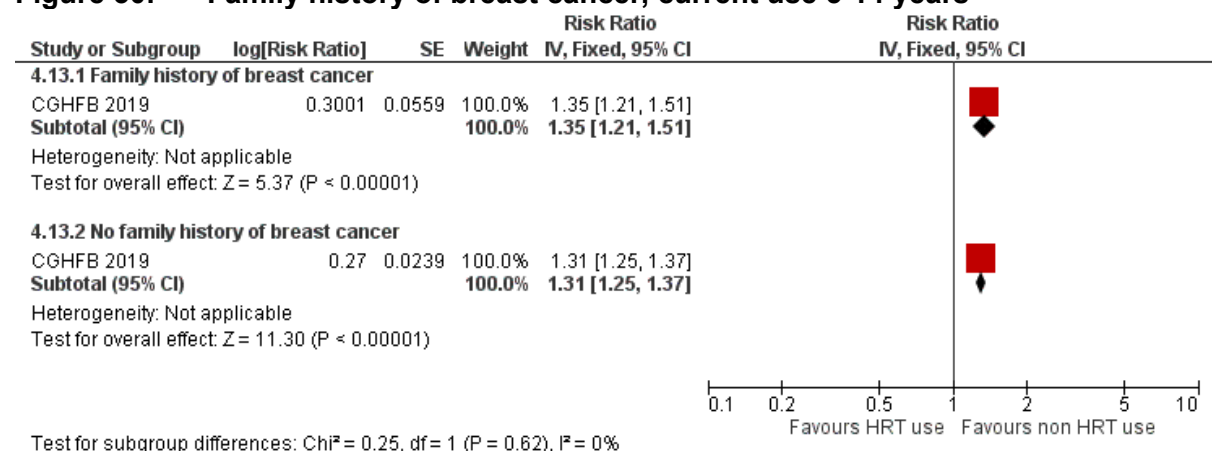 Risk Ratio Risk Ratio
Study or Subgroup log[Risk Ratio] SE Weight IV, Fixed, 95% CI IV, Fixed, 95% CI
4.13.1 Family history of breast cancer
CGHFB 2019 0.3001 0.0559 100.0% 1.35 [1.21, 1.51]
Subtotal (95% CI) 100.0% 1.35 [1.21, 1.51]
Heterogeneity: Not applicable
Test for overall effect: Z = 5.37 (P < 0.00001)
4.13.2 No family history of breast cancer
CGHFB 2019 0.27 0.0239 100.0% 1.31 [1.25, 1.37]
Subtotal (95% CI) 100.0% 1.31 [1.25, 1.37]
Heterogeneity: Not applicable
Test for overall effect: Z = 11.30 (P < 0.00001)
0.1 0.2 0.5 1 2 5 10
Favours HRT use Favours non HRT use
Test for subgroup differences: Chi² = 0.25, df = 1 (P = 0.62), I² = 0%